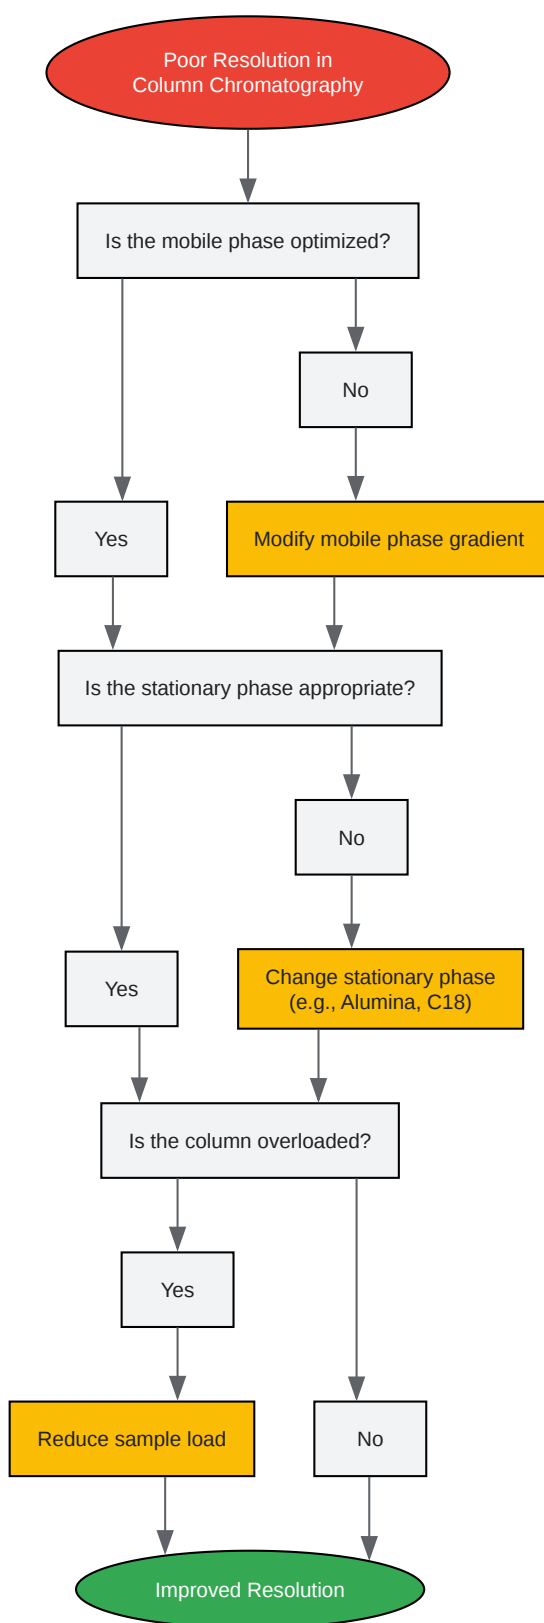 Poor Resolution in
Column Chromatography
Is the mobile phase optimized?
No
Yes
Modify mobile phase gradient
Is the stationary phase appropriate?
No
Yes
Change stationary phase
(e.g., Alumina, C18)
Is the column overloaded?
Yes
Reduce sample load
No
Improved Resolution